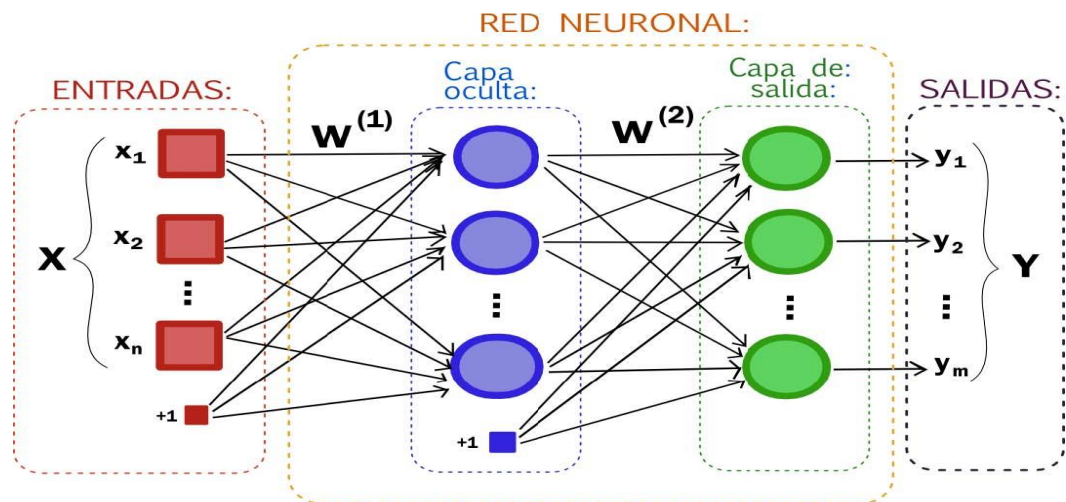 RED NEURONAL:
ENTRADAS:
Capa
oculta:
Capa de:
salida:
SALIDAS:
W(1)
W(2)
x1
y1
x2
y2
X
Y
⋮
⋮
⋮
⋮
xn
ym
+1
+1